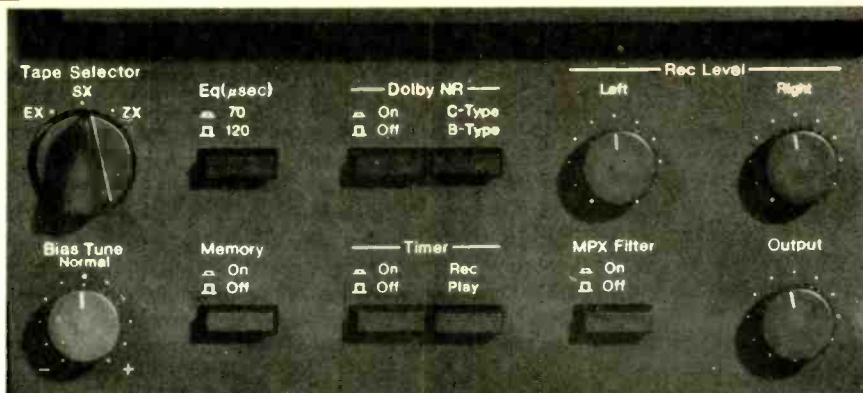 Tape Selector
SX
EX
ZX
Eq(μsec)
70
120
Dolby NR
On C-Type
Off B-Type
Rec Level
Left Right
Bias Tune
Normal
- +
Memory
On
Off
Timer
On Rec
Off Play
MPX Filter
On
Off
Output